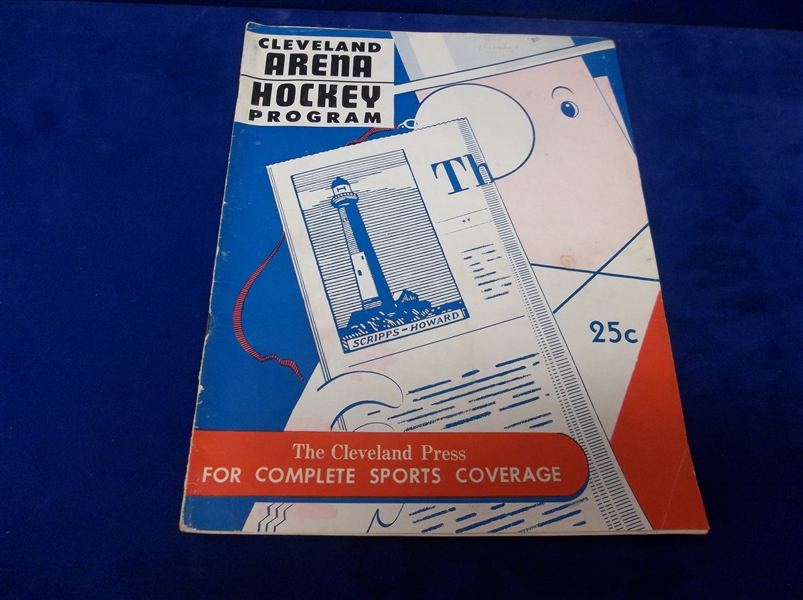 CLEVELAND
ARENA
HOCKEY
PROGRAM
Th
SCRIPPS-HOWARD
25c
The Cleveland Press
FOR COMPLETE SPORTS COVERAGE